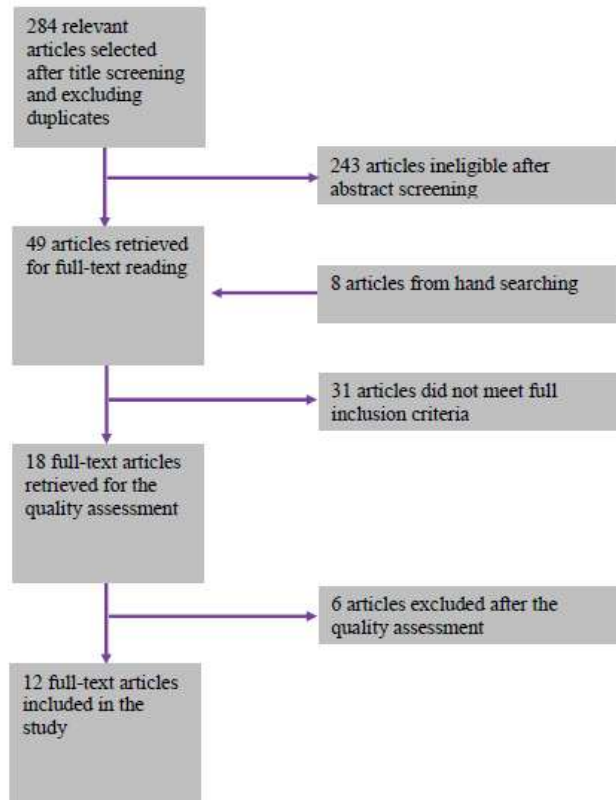 284 relevant
articles selected
after title screening
and excluding
duplicates
243 articles ineligible after
abstract screening
49 articles retrieved
for full-text reading
8 articles from hand searching
31 articles did not meet full
inclusion criteria
18 full-text articles
retrieved for the
quality assessment
6 articles excluded after the
quality assessment
12 full-text articles
included in the
study